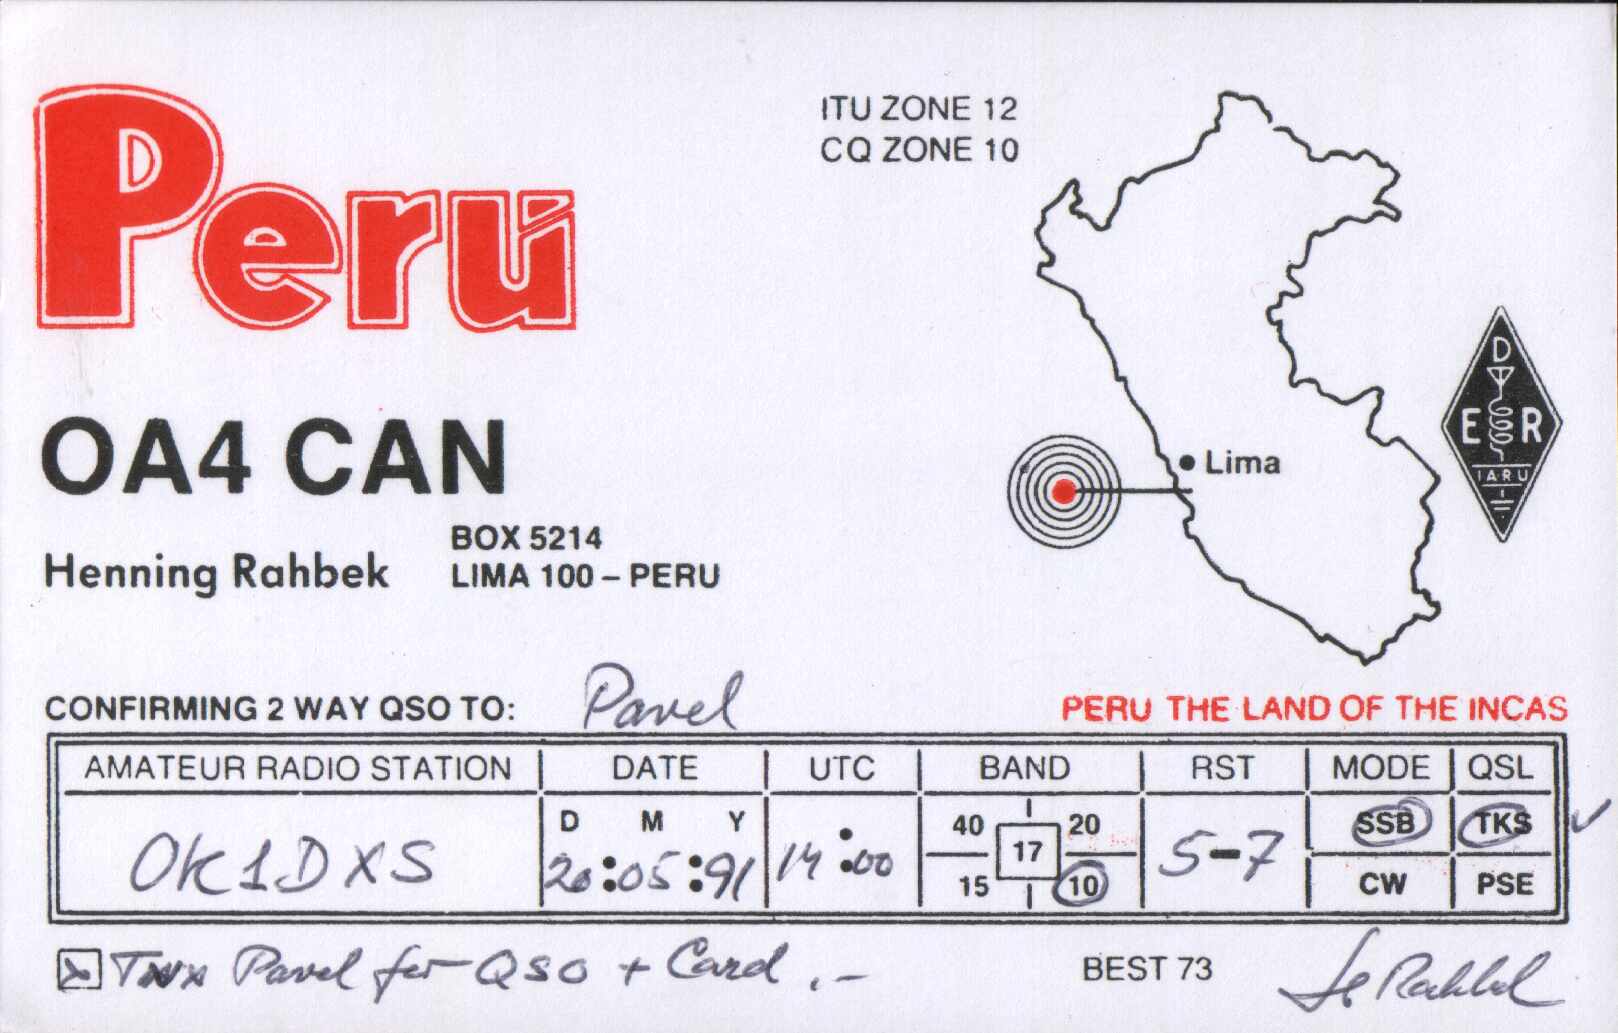 Peru
ITU ZONE 12
CQ ZONE 10
OA4 CAN
Henning Rahbek
BOX 5214
LIMA 100 – PERU
Lima
D
E R
IARU
CONFIRMING 2 WAY QSO TO: Pavel
PERU THE LAND OF THE INCAS
AMATEUR RADIO STATION DATE UTC BAND RST MODE QSL
D M Y 40 20 SSB TKS
OK1DXS 20:05:91 14:00 17 5-7
15 10 CW PSE
x Tnx Pavel for QSO + Card .-
BEST 73